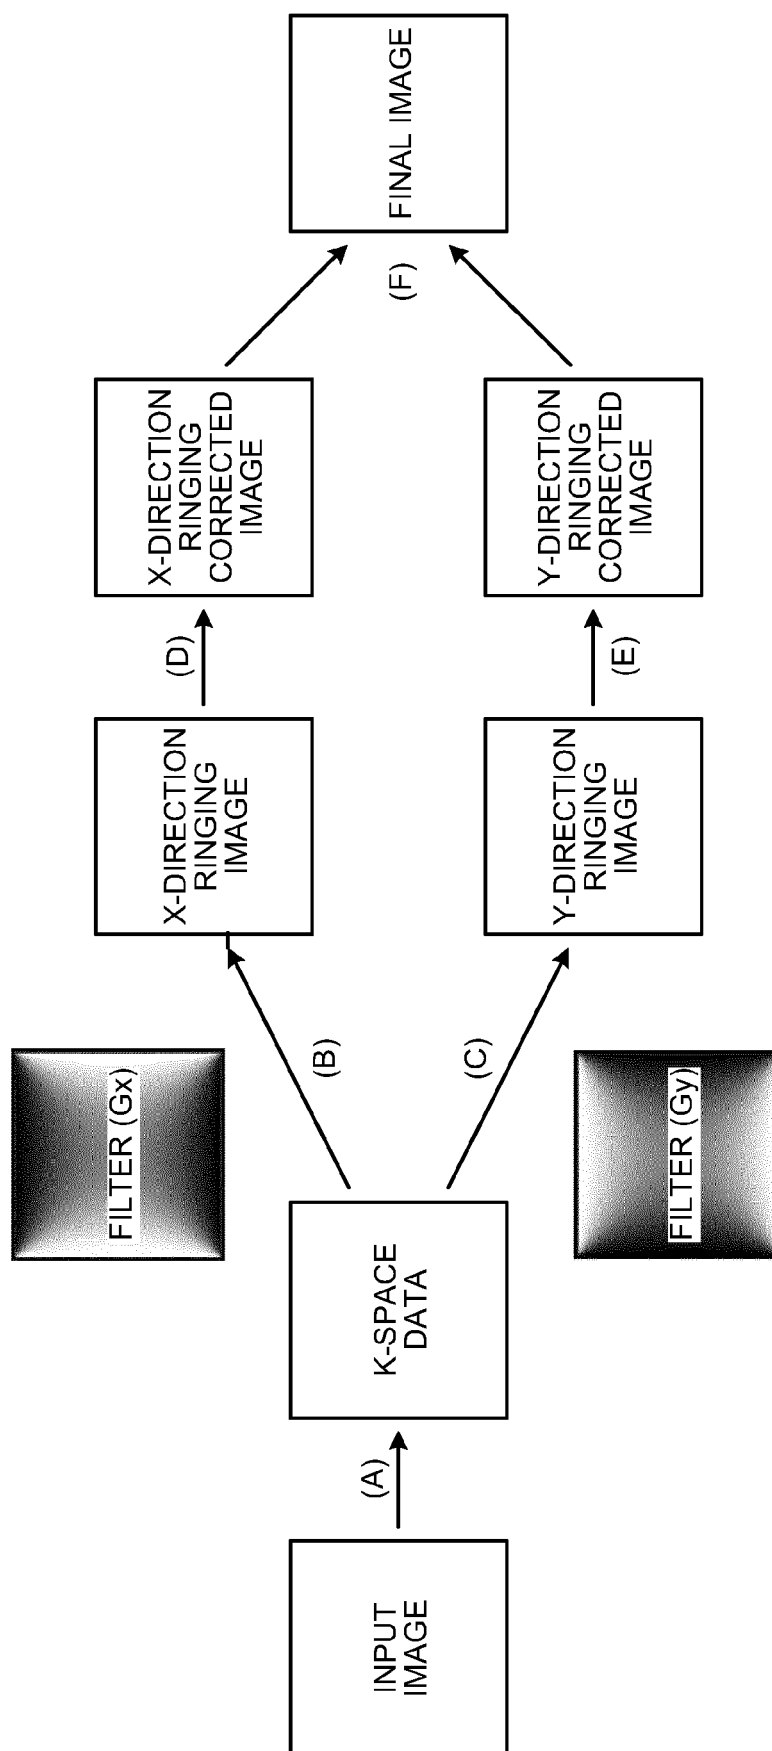 INPUT
IMAGE
(A)
K-SPACE
DATA
FILTER (Gx)
(B)
(C)
FILTER (Gy)
X-DIRECTION
RINGING
IMAGE
Y-DIRECTION
RINGING
IMAGE
(D)
(E)
X-DIRECTION
RINGING
CORRECTED
IMAGE
Y-DIRECTION
RINGING
CORRECTED
IMAGE
(F)
FINAL IMAGE